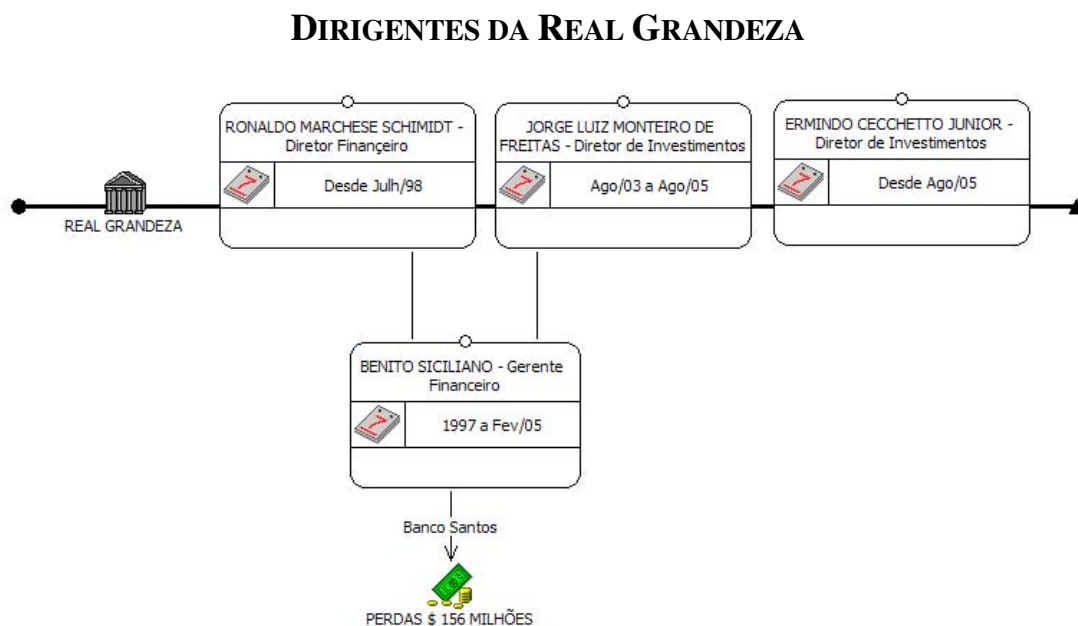 DIRIGENTES DA REAL GRANDEZA
RONALDO MARCHESE SCHIMIDT -
Diretor Finançeiro
Desde Julh/98
JORGE LUIZ MONTEIRO DE
FREITAS - Diretor de Investimentos
Ago/03 a Ago/05
ERMINDO CECCHETTO JUNIOR -
Diretor de Investimentos
Desde Ago/05
REAL GRANDEZA
BENITO SICILIANO - Gerente
Financeiro
1997 a Fev/05
Banco Santos
PERDAS $ 156 MILHÕES